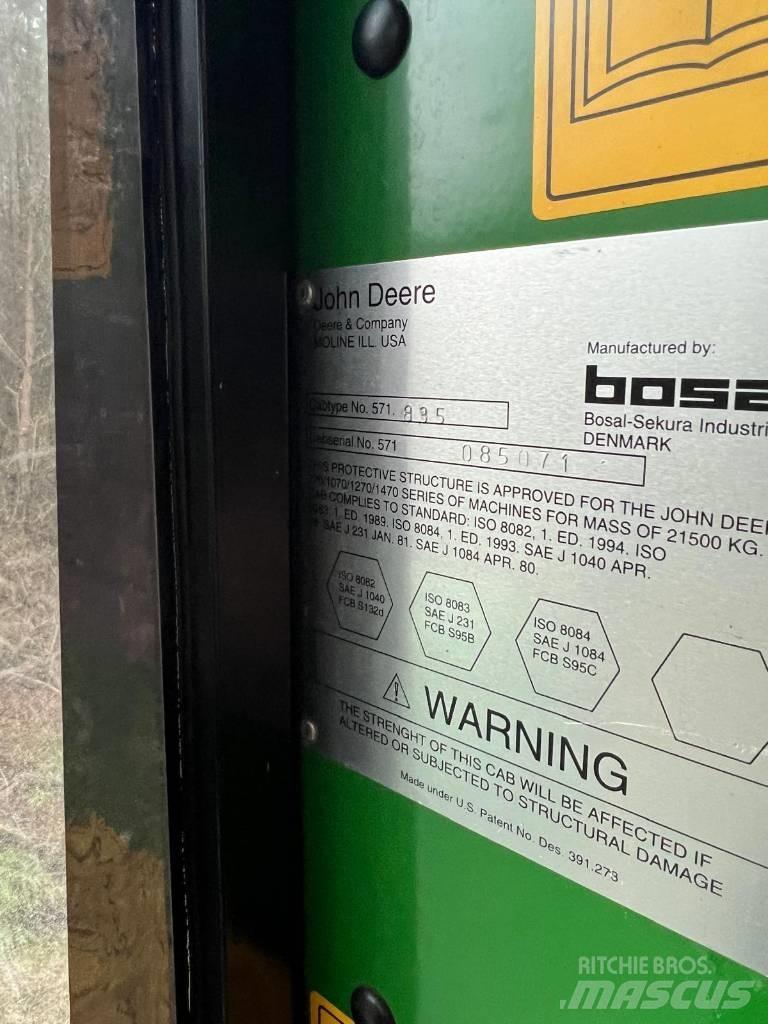 John Deere
Deere & Company
MOLINE ILL. USA
Manufactured by:
bosa
Bosal-Sekura Industri
DENMARK
Cabtype No. 571. 835
Cabserial No. 571 085071
THIS PROTECTIVE STRUCTURE IS APPROVED FOR THE JOHN DEER
/1070/1270/1470 SERIES OF MACHINES FOR MASS OF 21500 KG.
CAB COMPLIES TO STANDARD: ISO 8082, 1. ED. 1994. ISO
1. ED. 1989. ISO 8084. 1. ED. 1993. SAE J 1040 APR.
SAE J 231 JAN. 81. SAE J 1084 APR. 80.
ISO 8082
SAE J 1040
FCB S132d
ISO 8083
SAE J 231
FCB S95B
ISO 8084
SAE J 1084
FCB S95C
WARNING
THE STRENGHT OF THIS CAB WILL BE AFFECTED IF
ALTERED OR SUBJECTED TO STRUCTURAL DAMAGE
Made under U.S. Patent No. Des. 391.273
RITCHIE BROS.
MASCUS